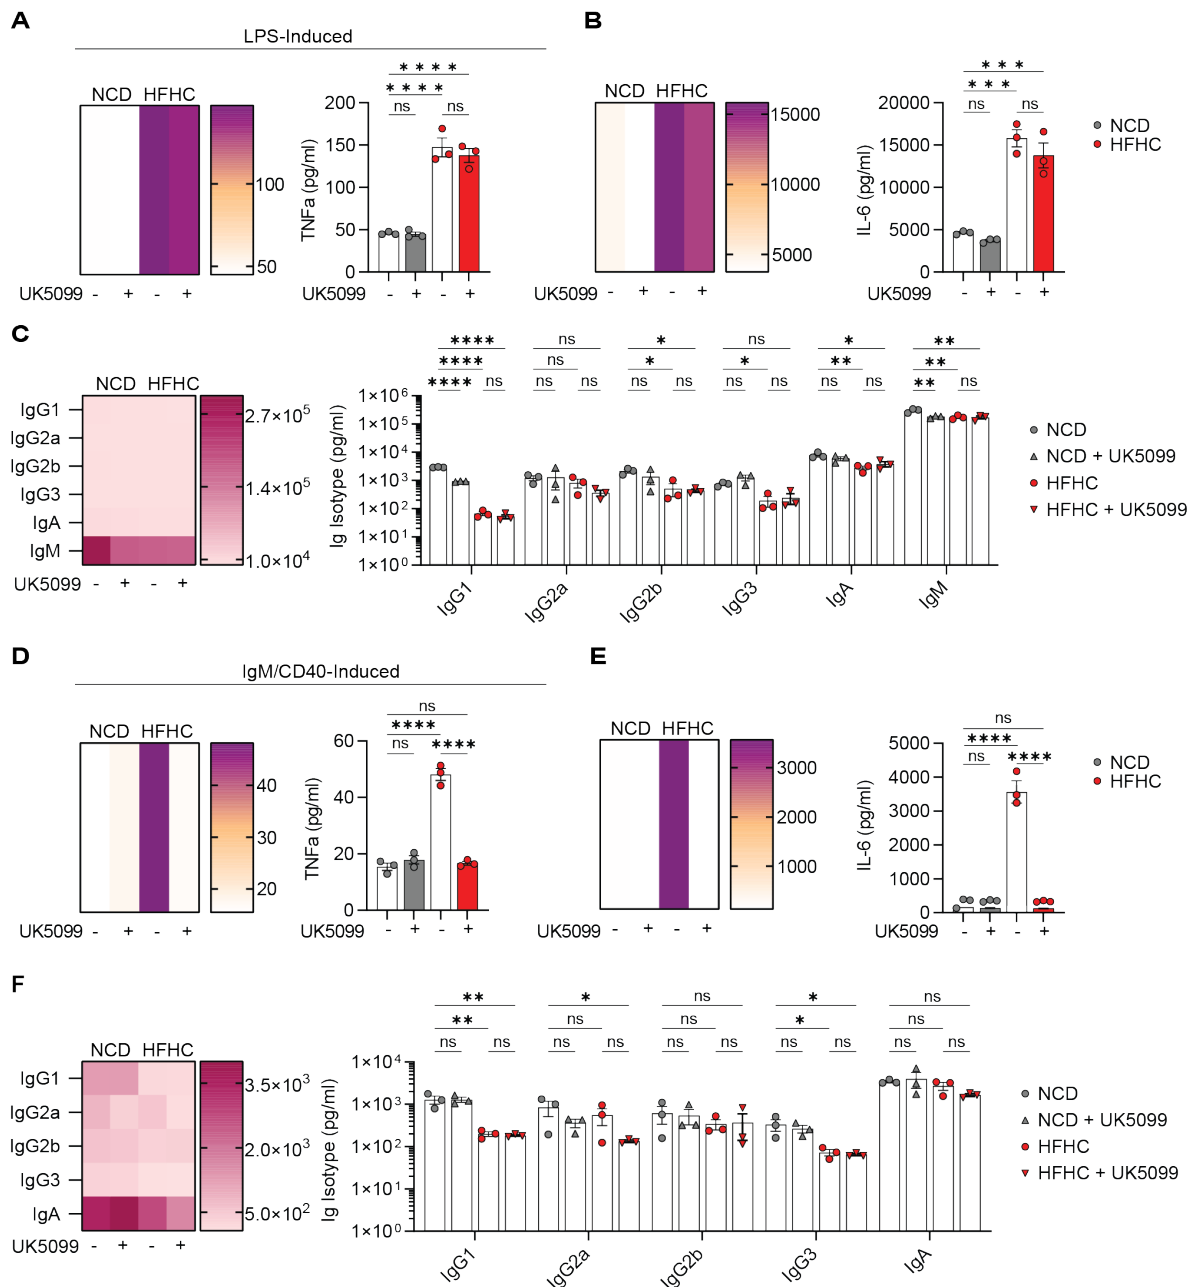 A
B
LPS-Induced
NCD HFHC
100
50
UK5099 - + - +
TNFa (pg/ml)
200
150
100
50
0
∗∗∗∗
∗∗∗∗
ns
ns
UK5099 - + - +
NCD HFHC
15000
10000
5000
UK5099 - + - +
IL-6 (pg/ml)
20000
15000
10000
5000
0
∗∗∗
∗∗∗
ns
ns
UK5099 - + - +
NCD
HFHC
C
NCD HFHC
IgG1
IgG2a
IgG2b
IgG3
IgA
IgM
UK5099 - + - +
2.7×10⁵
1.4×10⁵
1.0×10⁴
Ig Isotype (pg/ml)
1×10⁶
1×10⁵
1×10⁴
1×10³
1×10²
1×10¹
1×10⁰
∗∗∗∗ ns ∗ ns ∗ ∗∗
∗∗∗∗ ns ∗ ∗ ∗∗ ∗∗
∗∗∗∗ ns ns ns ns ns ns ns ns ns ∗∗ ns
IgG1 IgG2a IgG2b IgG3 IgA IgM
NCD
NCD + UK5099
HFHC
HFHC + UK5099
D
E
IgM/CD40-Induced
NCD HFHC
40
30
20
UK5099 - + - +
TNFa (pg/ml)
60
40
20
0
ns
∗∗∗∗
ns ∗∗∗∗
UK5099 - + - +
NCD HFHC
3000
2000
1000
UK5099 - + - +
IL-6 (pg/ml)
5000
4000
3000
2000
1000
0
ns
∗∗∗∗
ns ∗∗∗∗
UK5099 - + - +
NCD
HFHC
F
NCD HFHC
IgG1
IgG2a
IgG2b
IgG3
IgA
UK5099 - + - +
3.5×10³
2.0×10³
5.0×10²
Ig Isotype (pg/ml)
1×10⁴
1×10³
1×10²
1×10¹
1×10⁰
∗∗ ∗ ns ∗ ns
∗∗ ns ns ∗ ns
ns ns ns ns ns ns ns ns ns ns
IgG1 IgG2a IgG2b IgG3 IgA
NCD
NCD + UK5099
HFHC
HFHC + UK5099